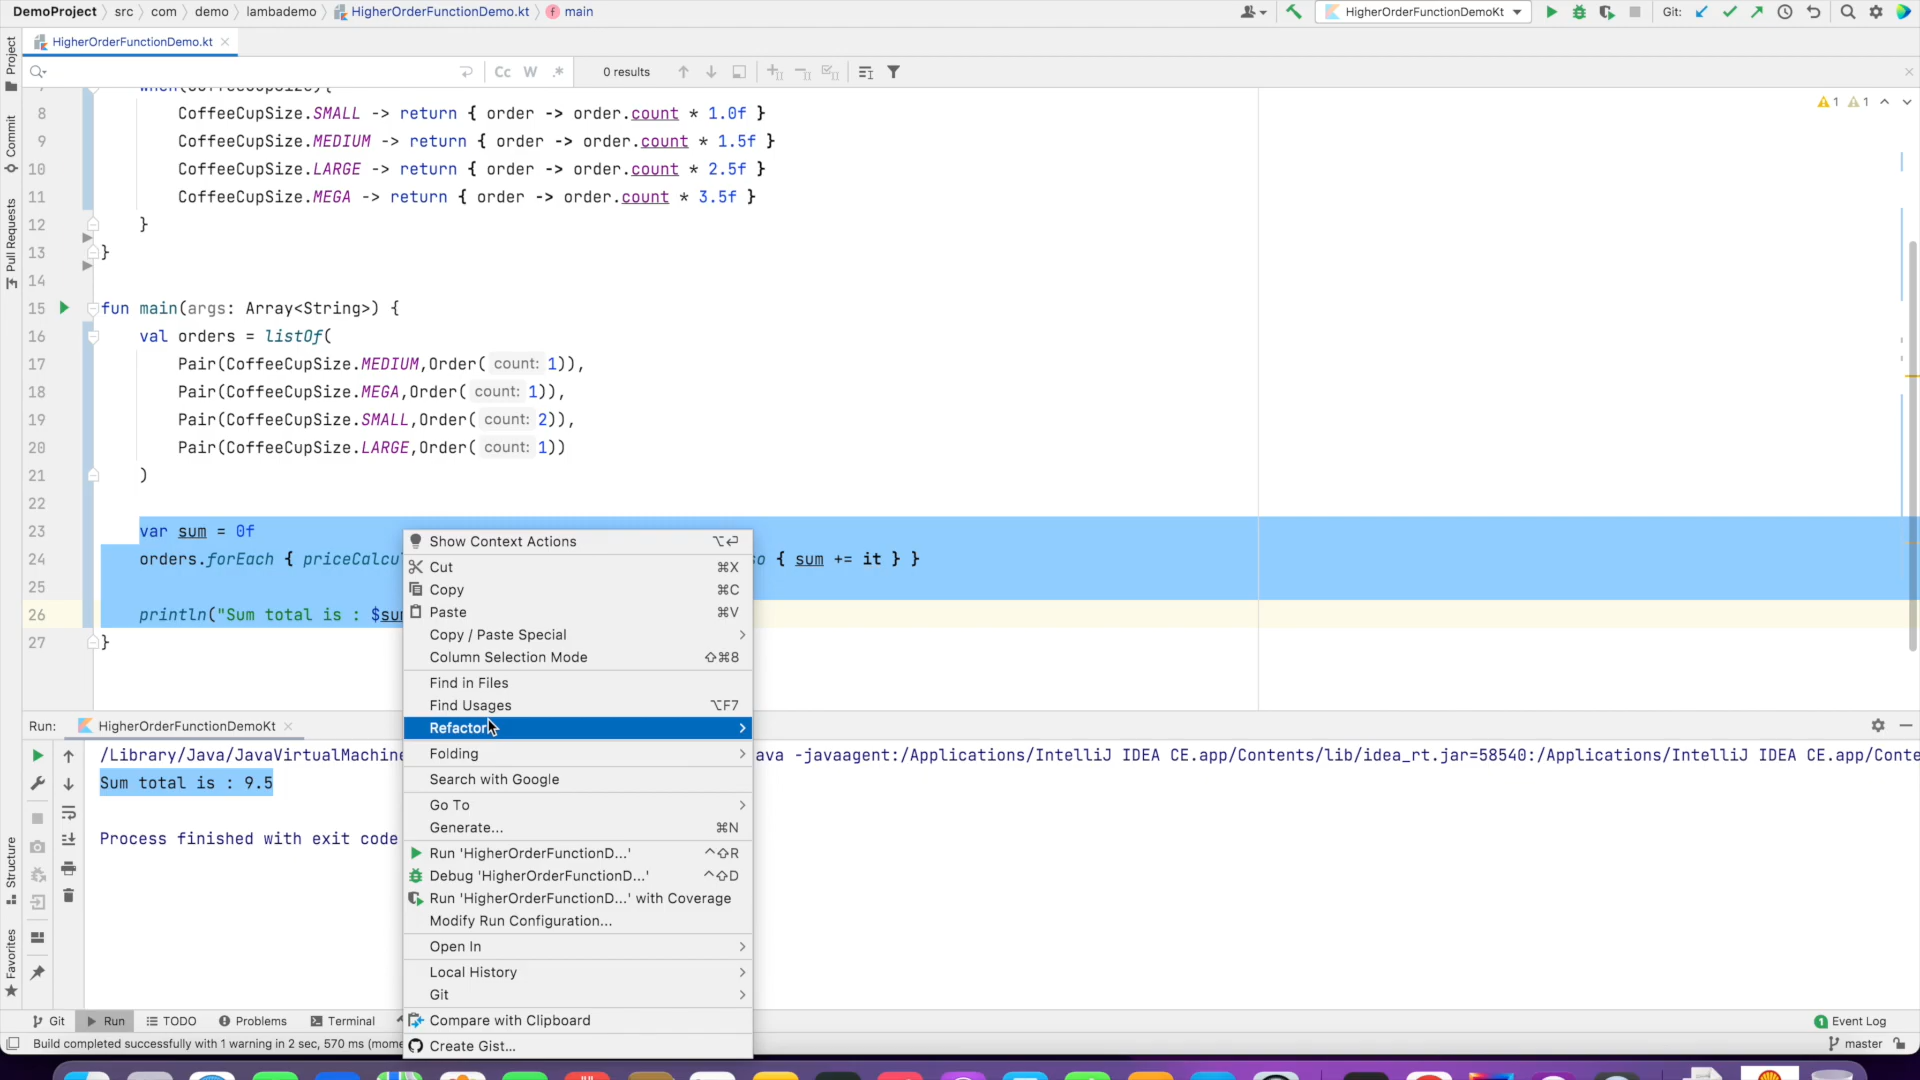 DemoProject src com demo lambademo HigherOrderFunctionDemo.kt main HigherOrderFunctionDemoKt Git:
HigherOrderFunctionDemo.kt
Cc W .* 0 results
8 CoffeeCupSize.SMALL -> return { order -> order.count * 1.0f }
9 CoffeeCupSize.MEDIUM -> return { order -> order.count * 1.5f }
10 CoffeeCupSize.LARGE -> return { order -> order.count * 2.5f }
11 CoffeeCupSize.MEGA -> return { order -> order.count * 3.5f }
12 }
13 }
14
15 fun main(args: Array<String>) {
16 val orders = listOf(
17 Pair(CoffeeCupSize.MEDIUM,Order( count: 1)),
18 Pair(CoffeeCupSize.MEGA,Order( count: 1)),
19 Pair(CoffeeCupSize.SMALL,Order( count: 2)),
20 Pair(CoffeeCupSize.LARGE,Order( count: 1))
21 )
22
23 var sum = 0f
24 orders.forEach { priceCalcu { sum += it } }
25
26 println("Sum total is : $su
27 }
1 1
Project
Commit
Pull Requests
Structure
Favorites
Show Context Actions ⌥⏎
Cut ⌘X
Copy ⌘C
Paste ⌘V
Copy / Paste Special
Column Selection Mode ⇧⌘8
Find in Files
Find Usages ⌥F7
Refactor
Folding
Search with Google
Go To
Generate... ⌘N
Run 'HigherOrderFunctionD...' ^⇧R
Debug 'HigherOrderFunctionD...' ^⇧D
Run 'HigherOrderFunctionD...' with Coverage
Modify Run Configuration...
Open In
Local History
Git
Compare with Clipboard
Create Gist...
Run: HigherOrderFunctionDemoKt
/Library/Java/JavaVirtualMachine ava -javaagent:/Applications/IntelliJ IDEA CE.app/Contents/lib/idea_rt.jar=58540:/Applications/IntelliJ IDEA CE.app/Conte
Sum total is : 9.5
Process finished with exit code
Git Run TODO Problems Terminal 1 Event Log
Build completed successfully with 1 warning in 2 sec, 570 ms (mome master